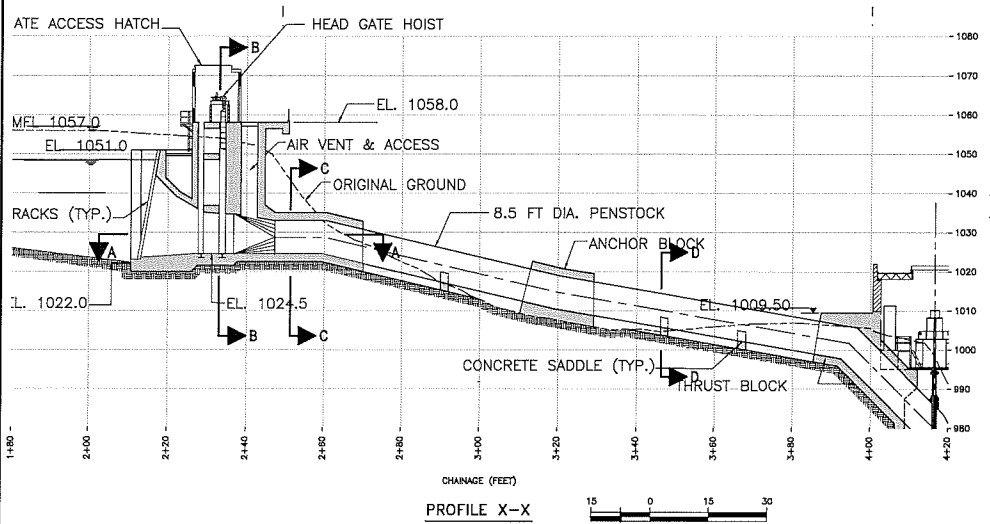 ATE ACCESS HATCH
B
HEAD GATE HOIST
1080
1070
EL. 1058.0
1060
MFL 1057.0
EL. 1051.0
AIR VENT & ACCESS
1050
C
ORIGINAL GROUND
1040
RACKS (TYP.)
8.5 FT DIA. PENSTOCK
1030
A
A
ANCHOR BLOCK
D
1020
EL. 1022.0
EL. 1024.5
EL. 1009.50
1010
B
C
1000
CONCRETE SADDLE (TYP.)
D
THRUST BLOCK
990
980
1+80
2+00
2+20
2+40
2+60
2+80
3+00
3+20
3+40
3+60
3+80
4+00
4+20
CHAINAGE (FEET)
PROFILE X-X
15
0
15
30